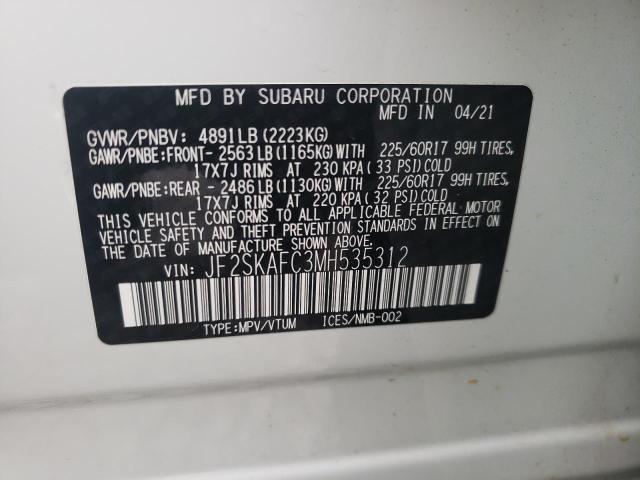 MFD BY SUBARU CORPORATION
MFD IN 04/21
GVWR/PNBV: 4891LB(2223KG)
GAWR/PNBE:FRONT- 2563LB(1165KG)WITH 225/60R17 99H TIRES,
17X7J RIMS AT 230 KPA(33 PSI)COLD
GAWR/PNBE:REAR - 2486LB(1130KG)WITH 225/60R17 99H TIRES,
17X7J RIMS AT 220 KPA(32 PSI)COLD
THIS VEHICLE CONFORMS TO ALL APPLICABLE FEDERAL MOTOR
VEHICLE SAFETY AND THEFT PREVENTION STANDARDS IN EFFECT ON
THE DATE OF MANUFACTURE SHOWN ABOVE.
VIN: JF2SKAFC3MH535312
TYPE:MPV/VTUM ICES/NMB-002